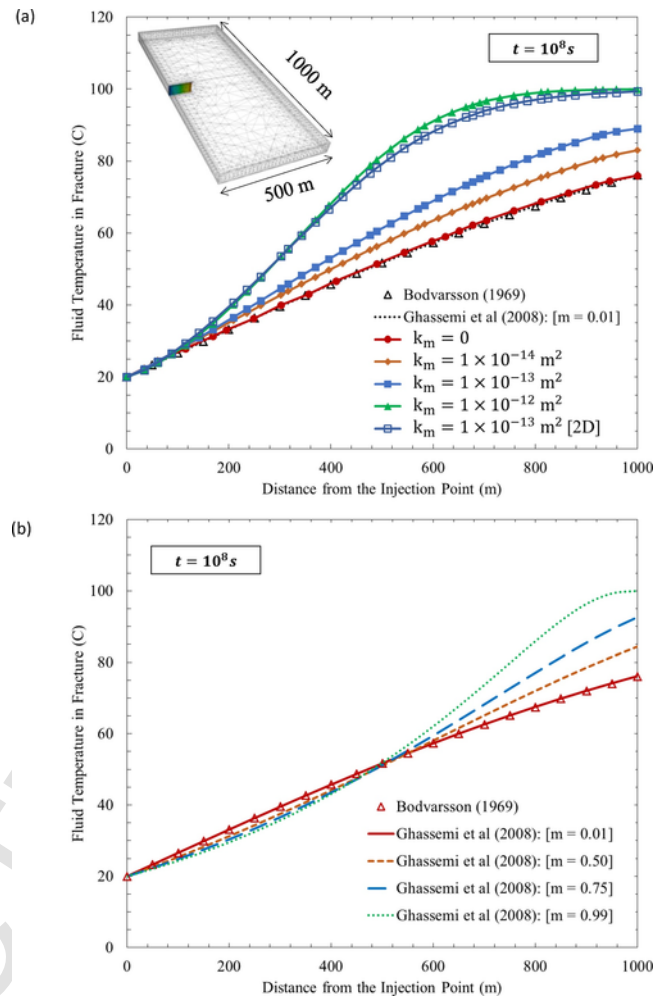 (a)
t = 10⁸s
1000 m
500 m
120
100
80
60
40
20
0
Fluid Temperature in Fracture (C)
Bodvarsson (1969)
Ghassemi et al (2008): [m = 0.01]
kₘ = 0
kₘ = 1 × 10⁻¹⁴ m²
kₘ = 1 × 10⁻¹³ m²
kₘ = 1 × 10⁻¹² m²
kₘ = 1 × 10⁻¹³ m² [2D]
0 200 400 600 800 1000
Distance from the Injection Point (m)
(b)
t = 10⁸s
120
100
80
60
40
20
0
Fluid Temperature in Fracture (C)
Bodvarsson (1969)
Ghassemi et al (2008): [m = 0.01]
Ghassemi et al (2008): [m = 0.50]
Ghassemi et al (2008): [m = 0.75]
Ghassemi et al (2008): [m = 0.99]
0 200 400 600 800 1000
Distance from the Injection Point (m)